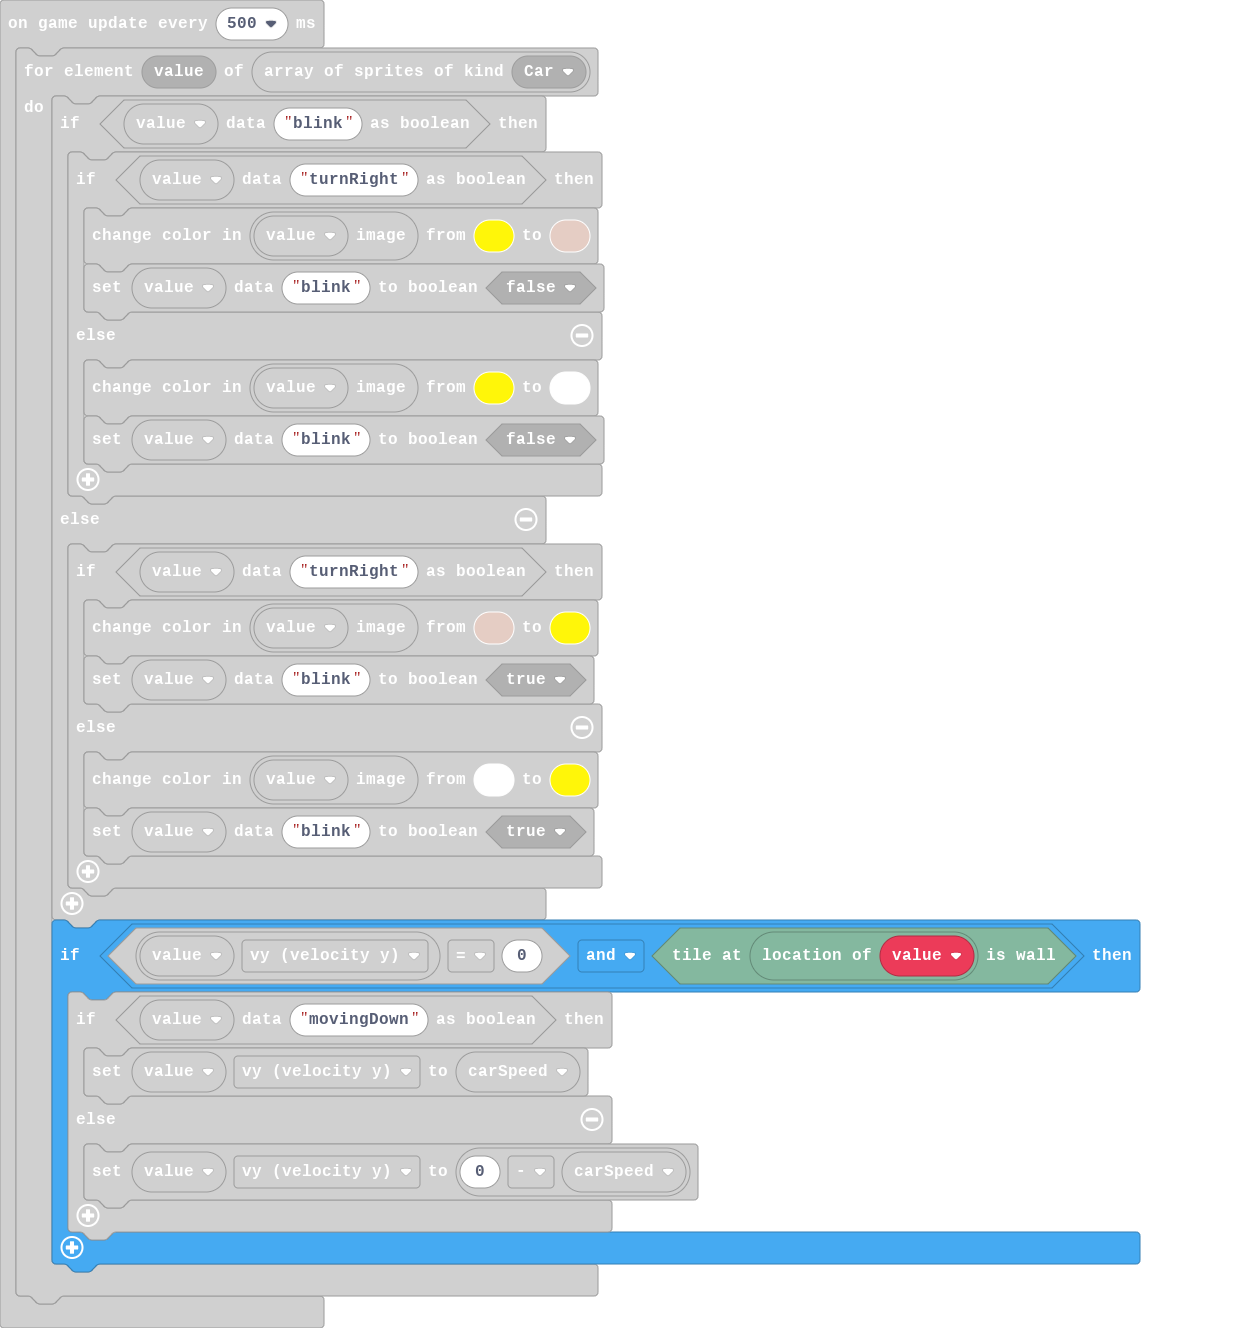 on game update every 500 ms
for element value of array of sprites of kind Car
do
if value data "blink" as boolean then
if value data "turnRight" as boolean then
change color in value image from to
set value data "blink" to boolean false
else
change color in value image from to
set value data "blink" to boolean false
else
if value data "turnRight" as boolean then
change color in value image from to
set value data "blink" to boolean true
else
change color in value image from to
set value data "blink" to boolean true
if value vy (velocity y) = 0 and tile at location of value is wall then
if value data "movingDown" as boolean then
set value vy (velocity y) to carSpeed
else
set value vy (velocity y) to 0 - carSpeed